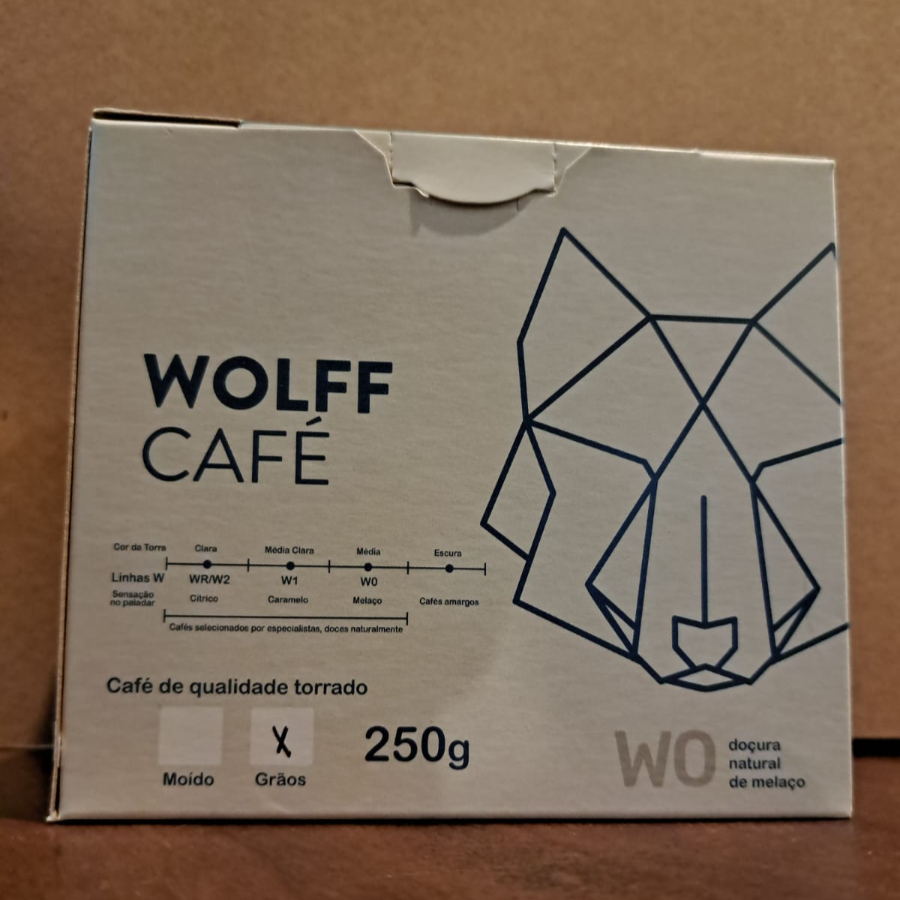 WOLFF
CAFÉ
Cor da Torra Clara Média Clara Média Escura
Linhas W WR/W2 W1 W0
Sensação no paladar Cítrico Caramelo Melaço Cafés amargos
Cafés selecionados por especialistas, doces naturalmente
Café de qualidade torrado
X
Moído Grãos
250g
W0
doçura
natural
de melaço